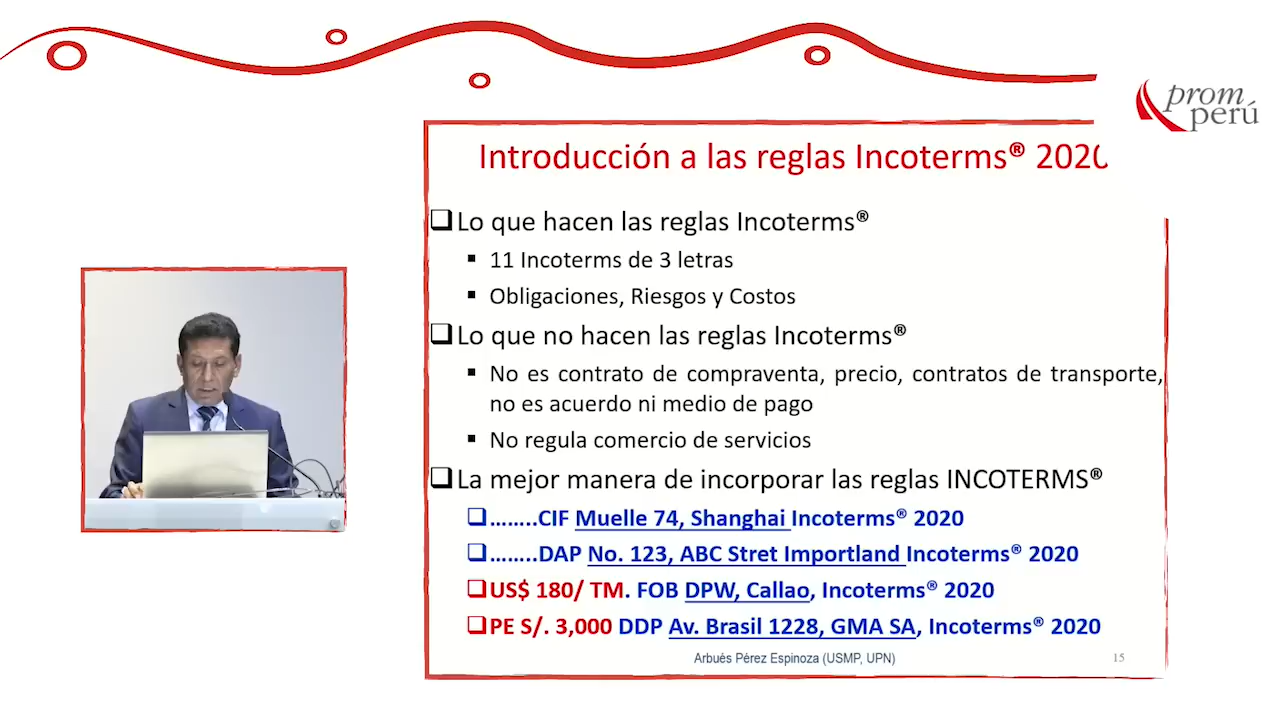 prom
perú
Introducción a las reglas Incoterms® 2020
❑Lo que hacen las reglas Incoterms®
▪ 11 Incoterms de 3 letras
▪ Obligaciones, Riesgos y Costos
❑Lo que no hacen las reglas Incoterms®
▪ No es contrato de compraventa, precio, contratos de transporte,
no es acuerdo ni medio de pago
▪ No regula comercio de servicios
❑La mejor manera de incorporar las reglas INCOTERMS®
❑……..CIF Muelle 74, Shanghai Incoterms® 2020
❑……..DAP No. 123, ABC Stret Importland Incoterms® 2020
❑US$ 180/ TM. FOB DPW, Callao, Incoterms® 2020
❑PE S/. 3,000 DDP Av. Brasil 1228, GMA SA, Incoterms® 2020
Arbués Pérez Espinoza (USMP, UPN)
15